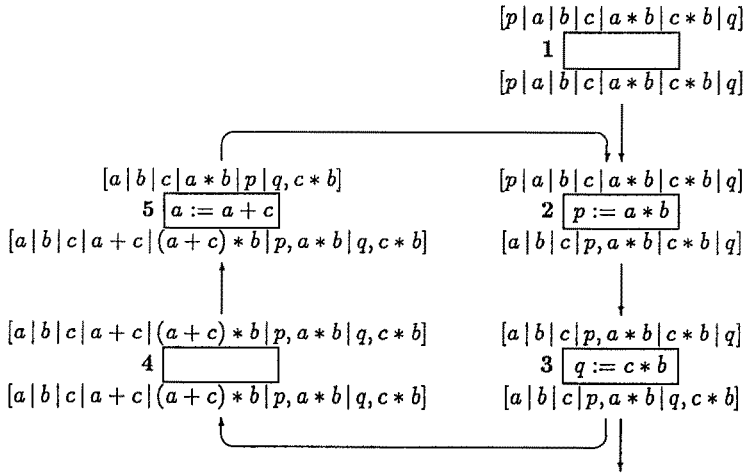 [p | a | b | c | a * b | c * b | q]
1
[p | a | b | c | a * b | c * b | q]
[a | b | c | a * b | p | q, c * b]
5 a := a + c
[a | b | c | a + c | (a + c) * b | p, a * b | q, c * b]
[p | a | b | c | a * b | c * b | q]
2 p := a * b
[a | b | c | p, a * b | c * b | q]
[a | b | c | a + c | (a + c) * b | p, a * b | q, c * b]
4
[a | b | c | a + c | (a + c) * b | p, a * b | q, c * b]
[a | b | c | p, a * b | c * b | q]
3 q := c * b
[a | b | c | p, a * b | q, c * b]